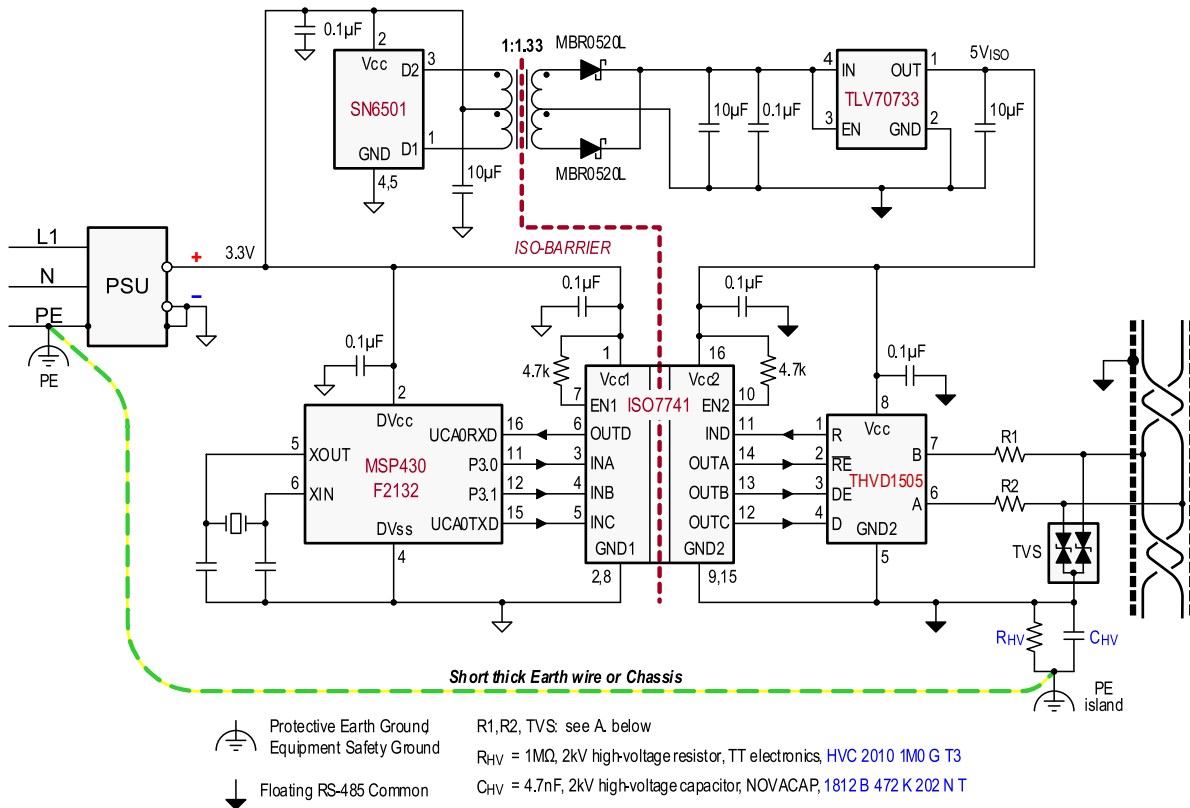 0.1µF
2
Vcc
SN6501
D2
3
D1
1
GND
4,5
10µF
1:1.33
MBR0520L
MBR0520L
10µF
0.1µF
4
IN
OUT
1
TLV70733
3
EN
GND
2
5VISO
10µF
ISO-BARRIER
L1
N
PE
PSU
+
–
3.3V
PE
0.1µF
2
DVcc
5
XOUT
6
XIN
MSP430
F2132
UCA0RXD
16
P3.0
11
P3.1
12
UCA0TXD
15
DVss
4
0.1µF
4.7k
1
Vcc1
7
EN1
6
OUTD
3
INA
4
INB
5
INC
GND1
2,8
ISO7741
0.1µF
4.7k
16
Vcc2
EN2
10
IND
11
OUTA
14
OUTB
13
OUTC
12
GND2
9,15
0.1µF
8
Vcc
1
R
2
RE
3
DE
4
D
THVD1505
B
7
A
6
GND2
5
R1
R2
TVS
RHV
CHV
PE
island
Short thick Earth wire or Chassis
Protective Earth Ground,
Equipment Safety Ground
Floating RS-485 Common
R1,R2, TVS: see A. below
RHV = 1MΩ, 2kV high-voltage resistor, TT electronics, HVC 2010 1M0 G T3
CHV = 4.7nF, 2kV high-voltage capacitor, NOVACAP, 1812 B 472 K 202 N T